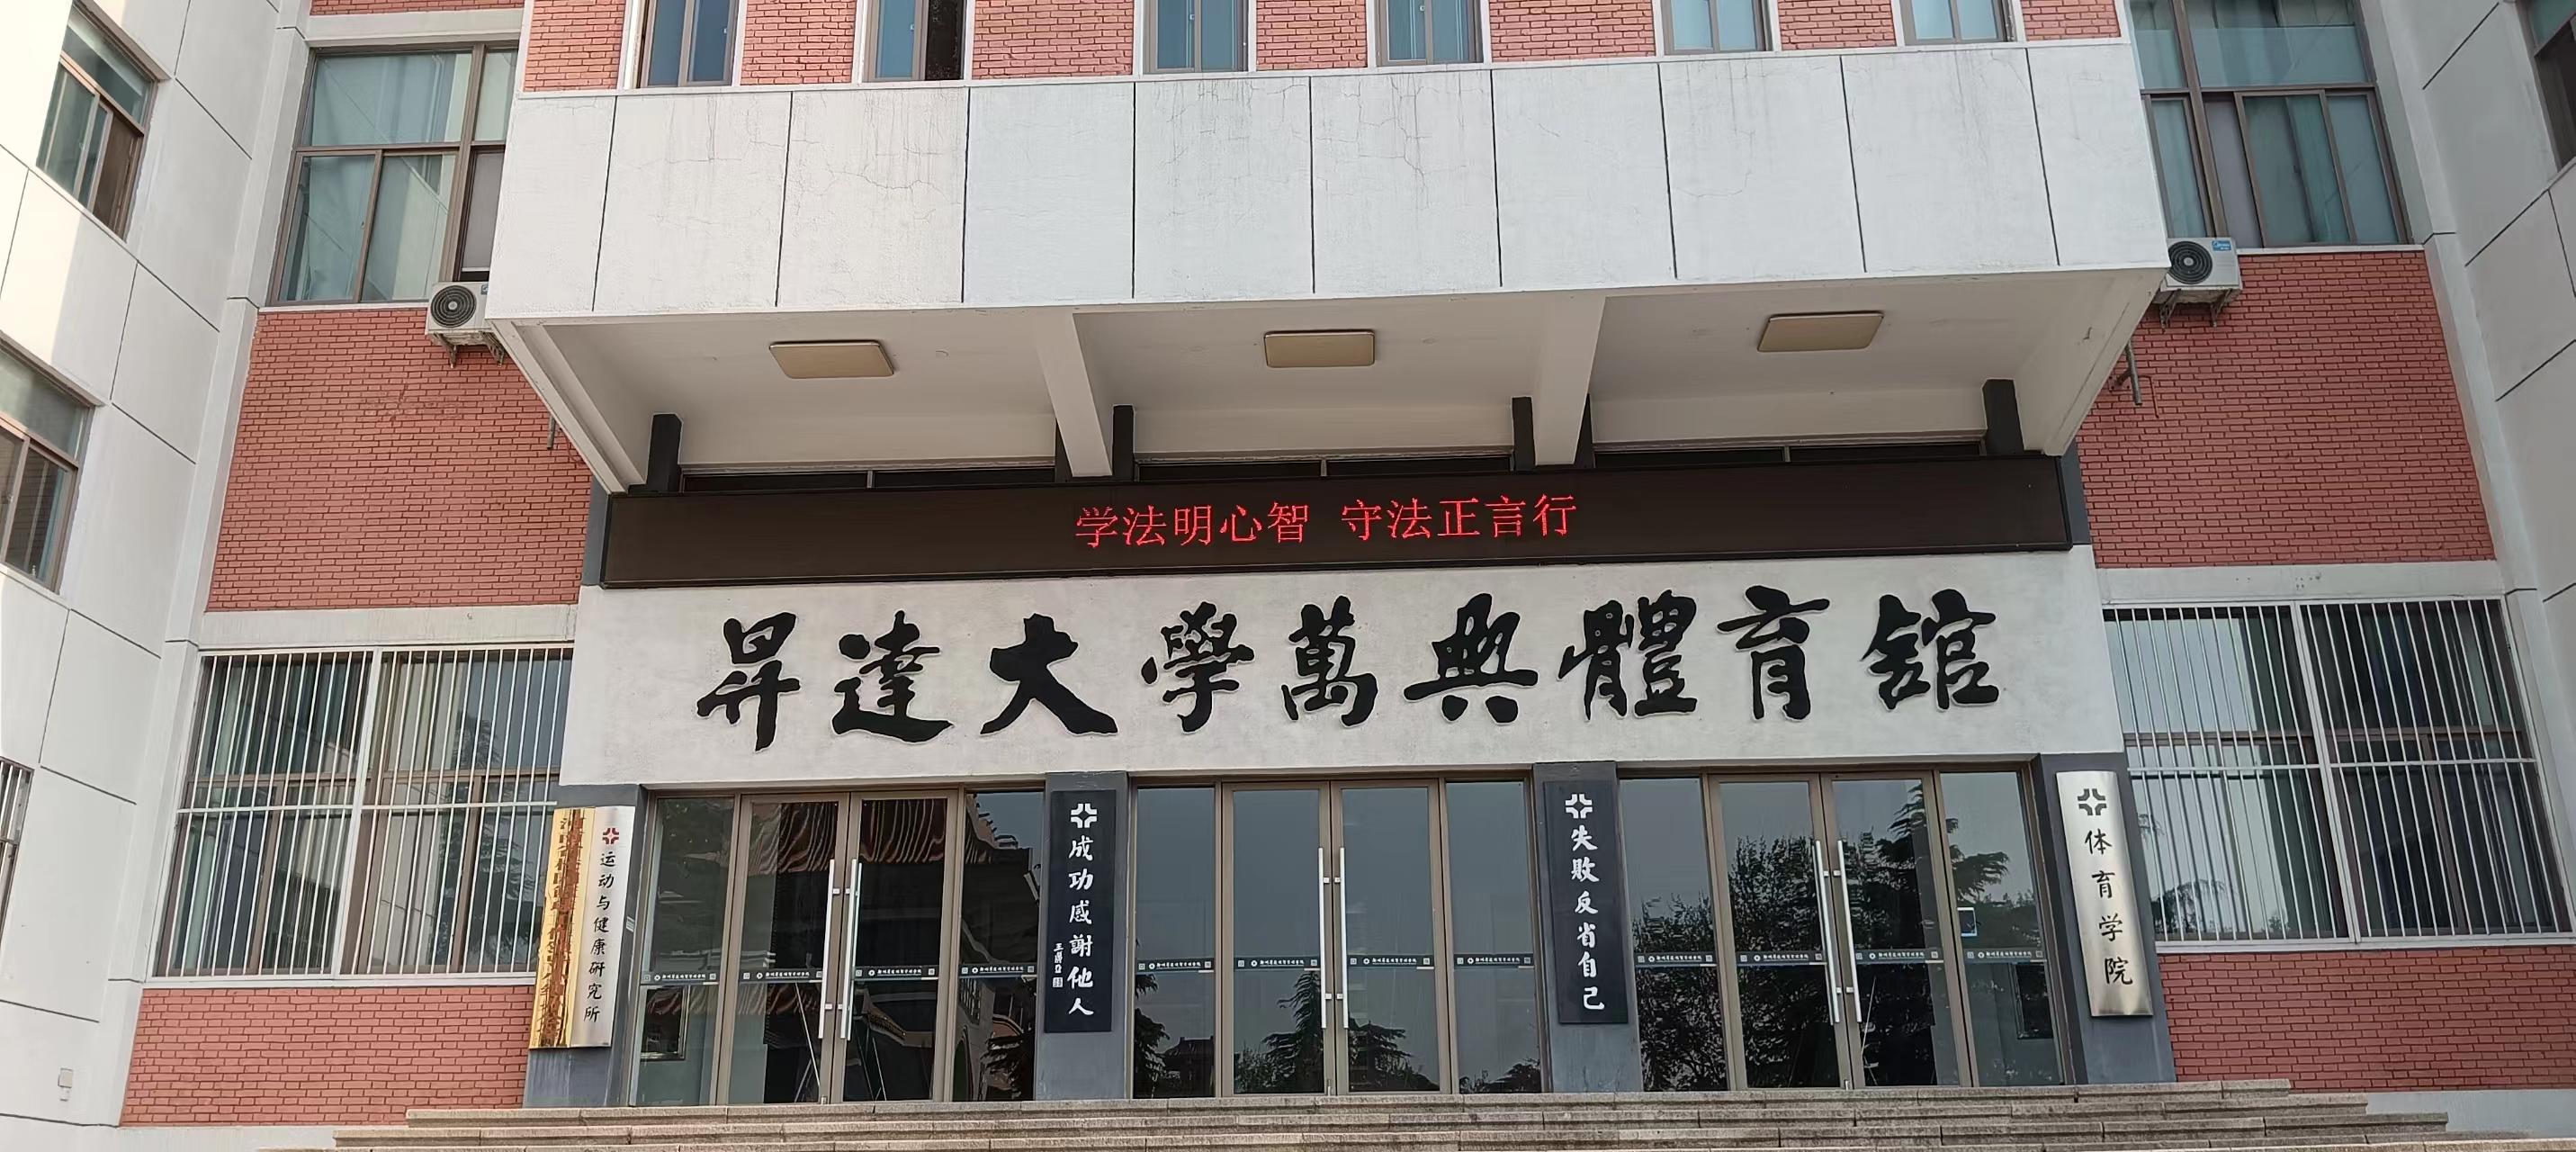 学法明心智 守法正言行
昇達大學萬典體育館
运动与健康研究所
成功感謝他人
失敗反省自己
体育学院